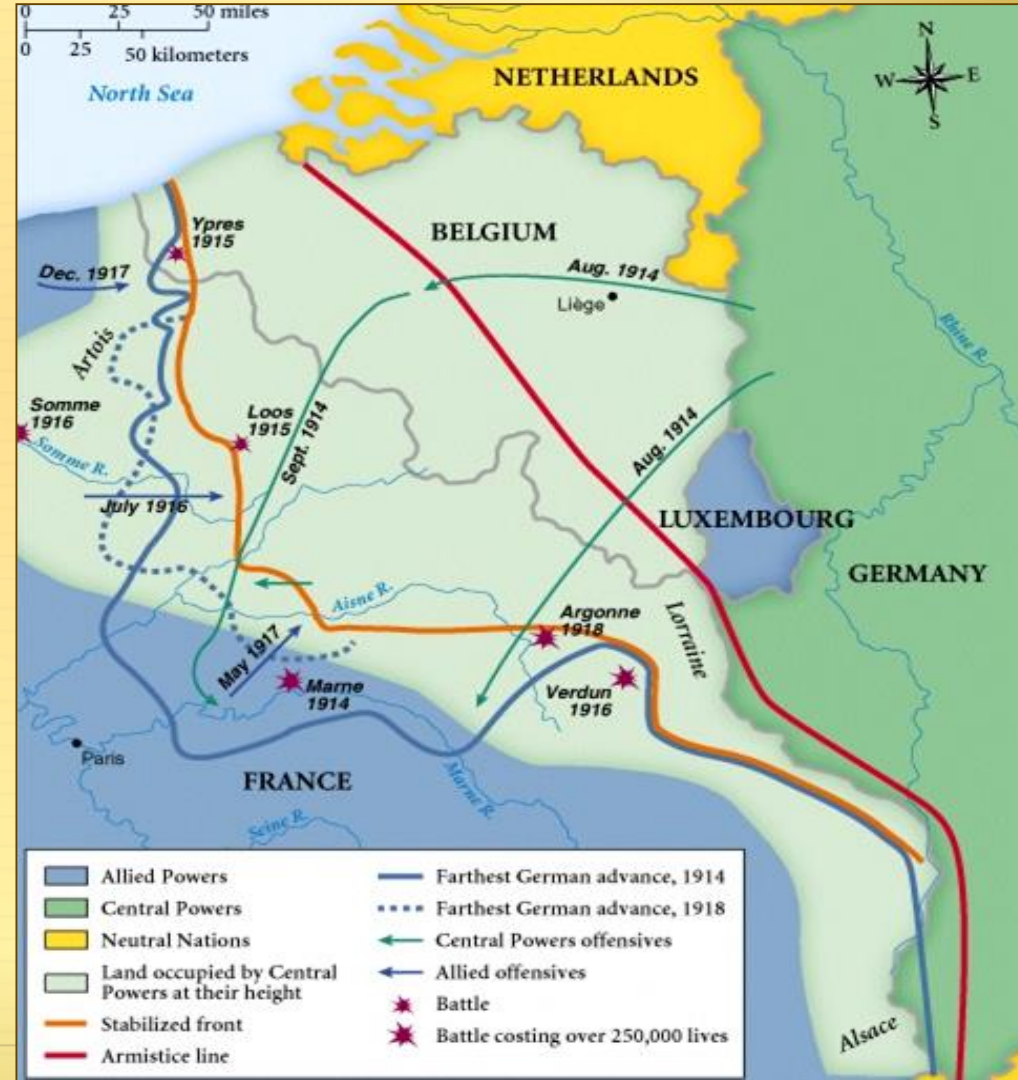 0 25 50 miles
0 25 50 kilometers
North Sea
NETHERLANDS
N
W E
S
Ypres
1915
BELGIUM
Dec. 1917
Aug. 1914
Liège
Rhine R.
Artois
Somme
1916
Loos
1915
Sept. 1914
Aug. 1914
Somme R.
July 1916
LUXEMBOURG
GERMANY
Aisne R.
Argonne
1918
Lorraine
May 1917
Marne
1914
Verdun
1916
Paris
FRANCE
Marne R.
Seine R.
Alsace
Allied Powers
Central Powers
Neutral Nations
Land occupied by Central
Powers at their height
Stabilized front
Armistice line
Farthest German advance, 1914
Farthest German advance, 1918
Central Powers offensives
Allied offensives
Battle
Battle costing over 250,000 lives